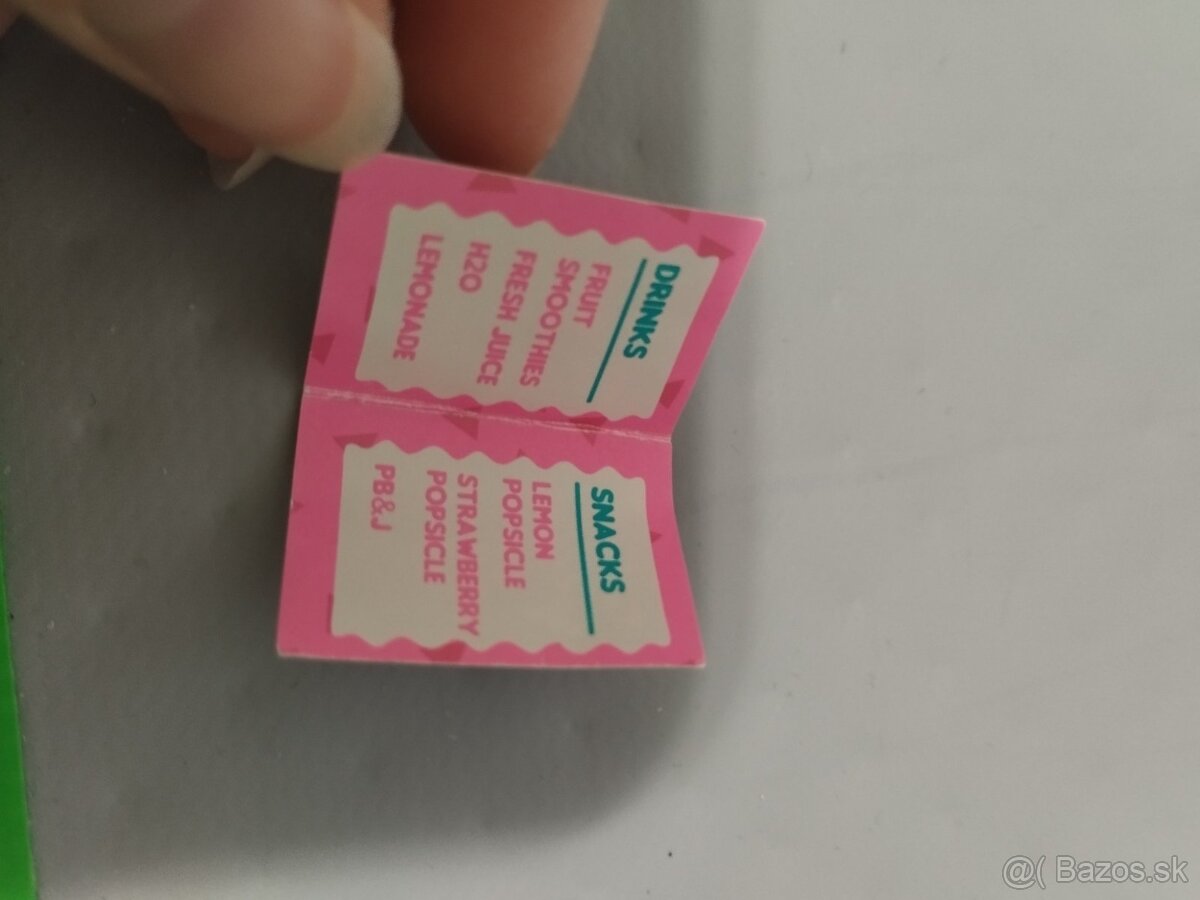 DRINKS
FRUIT
SMOOTHIES
FRESH JUICE
H2O
LEMONADE
SNACKS
LEMON
POPSICLE
STRAWBERRY
POPSICLE
PB&J
@( Bazos.sk